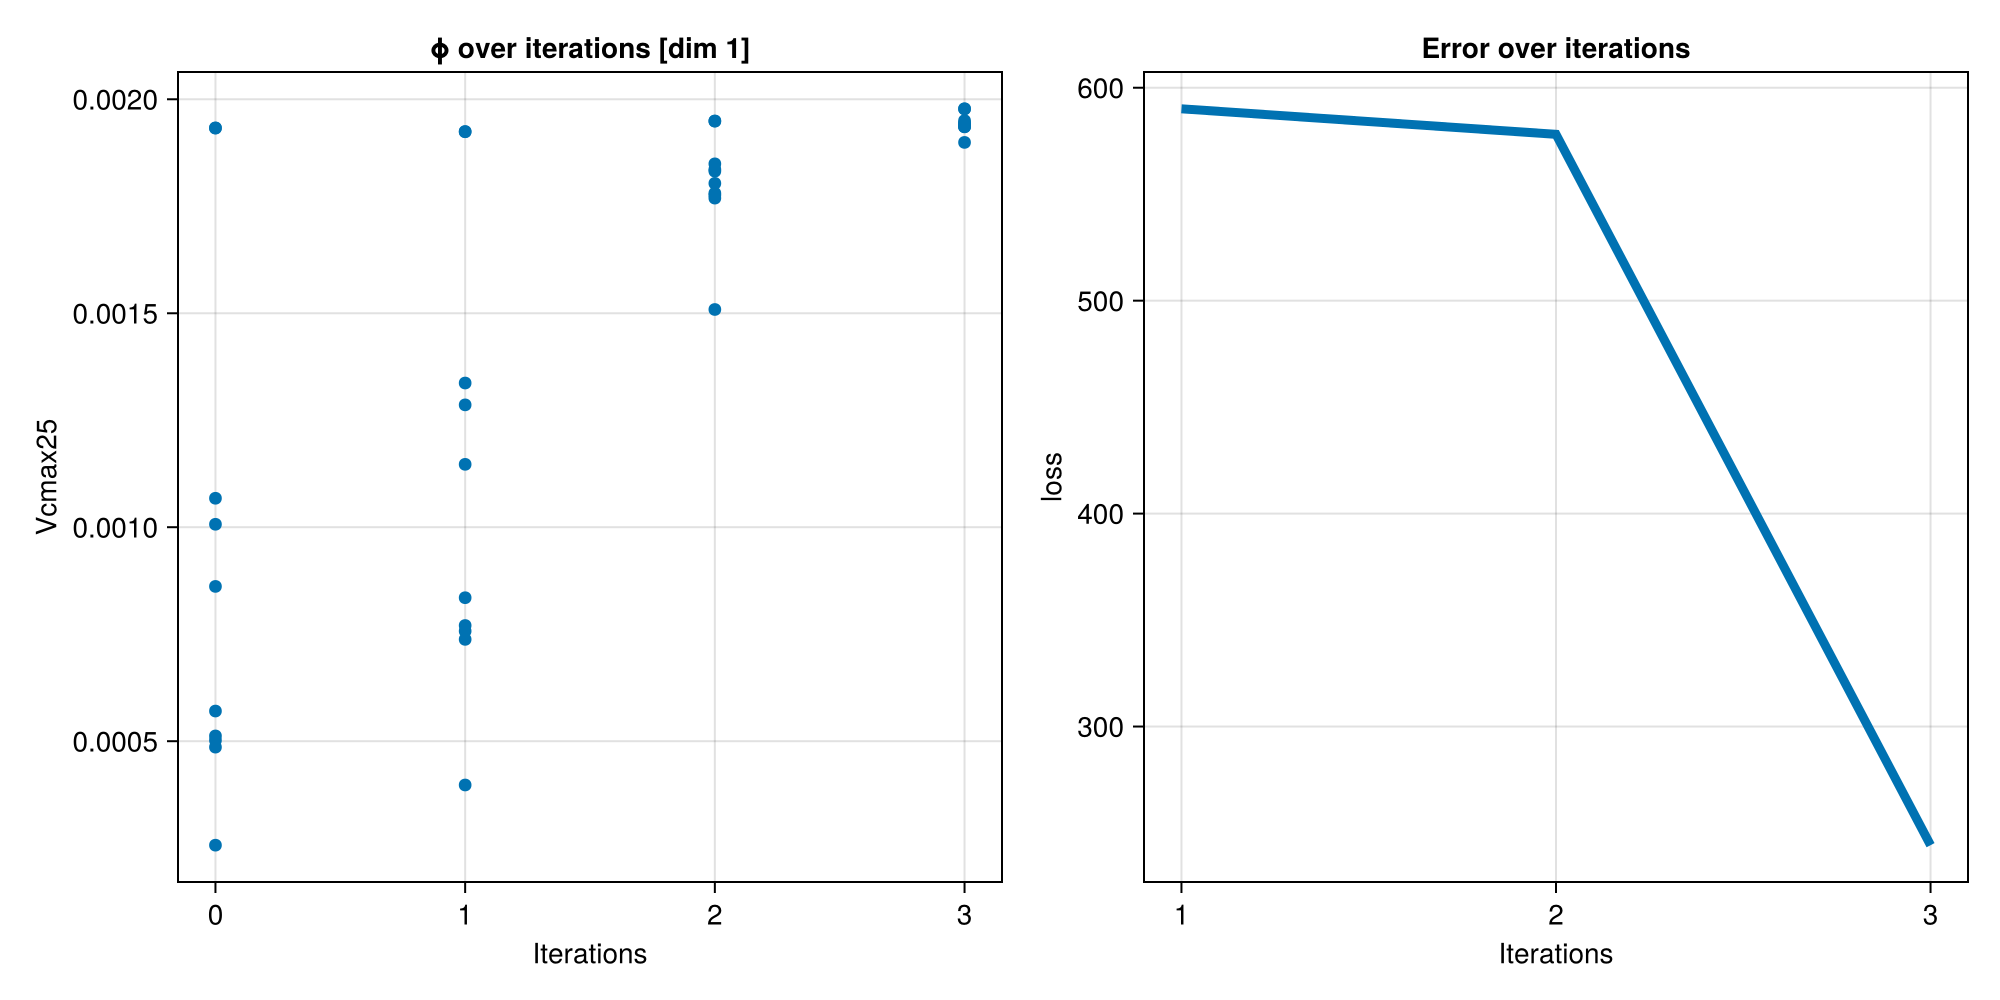 ϕ over iterations [dim 1]
0.0020
0.0015
0.0010
0.0005
Vcmax25
0
1
2
3
Iterations
Error over iterations
600
500
400
300
loss
1
2
3
Iterations